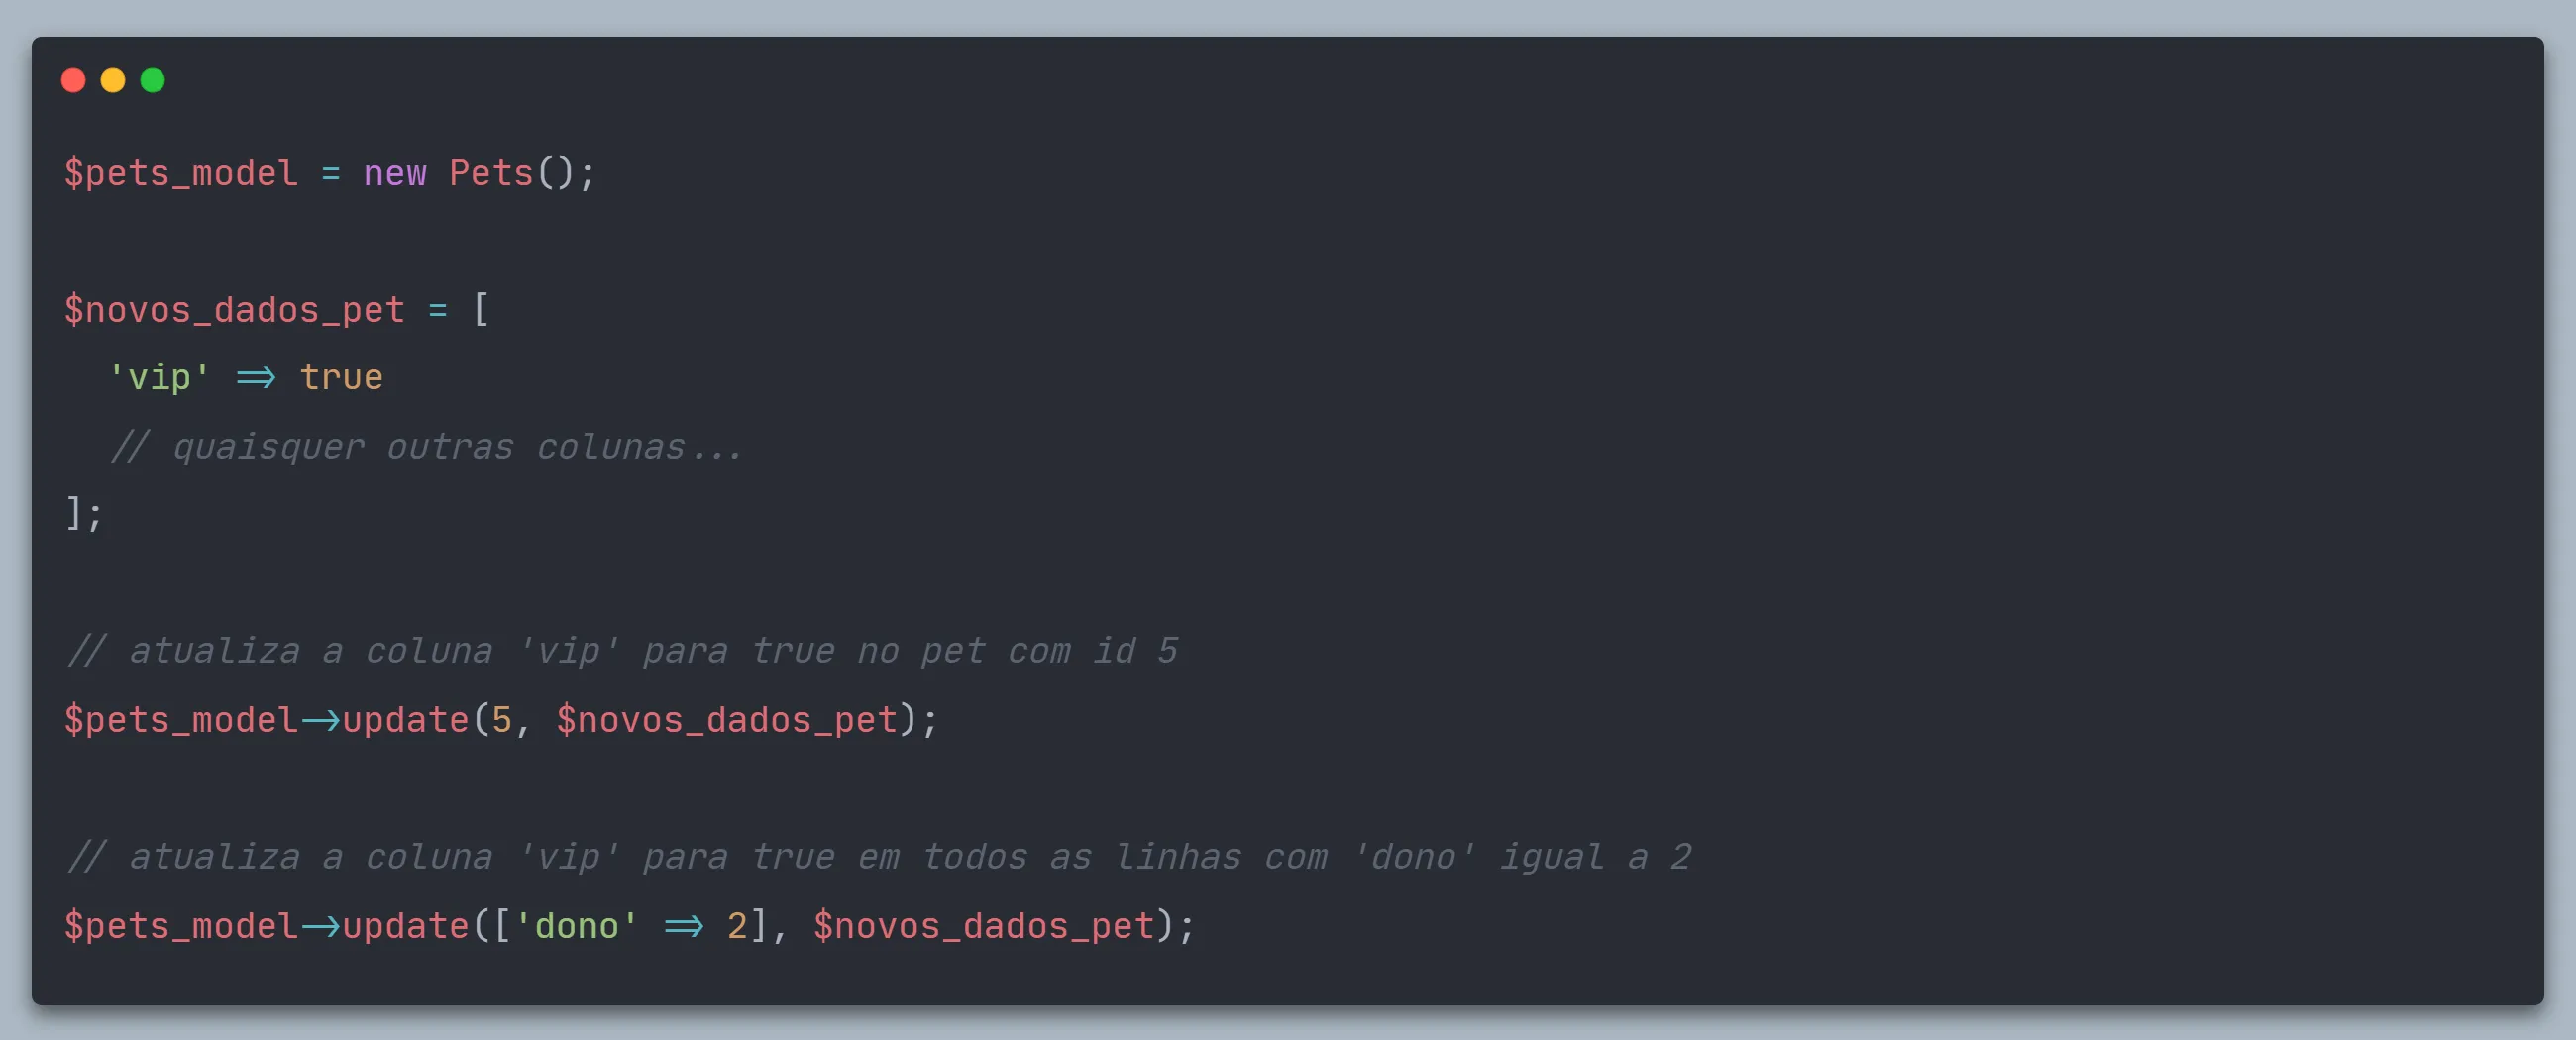 $pets_model = new Pets();
$novos_dados_pet = [
'vip' => true
// quaisquer outras colunas...
];
// atualiza a coluna 'vip' para true no pet com id 5
$pets_model->update(5, $novos_dados_pet);
// atualiza a coluna 'vip' para true em todos as linhas com 'dono' igual a 2
$pets_model->update(['dono' => 2], $novos_dados_pet);